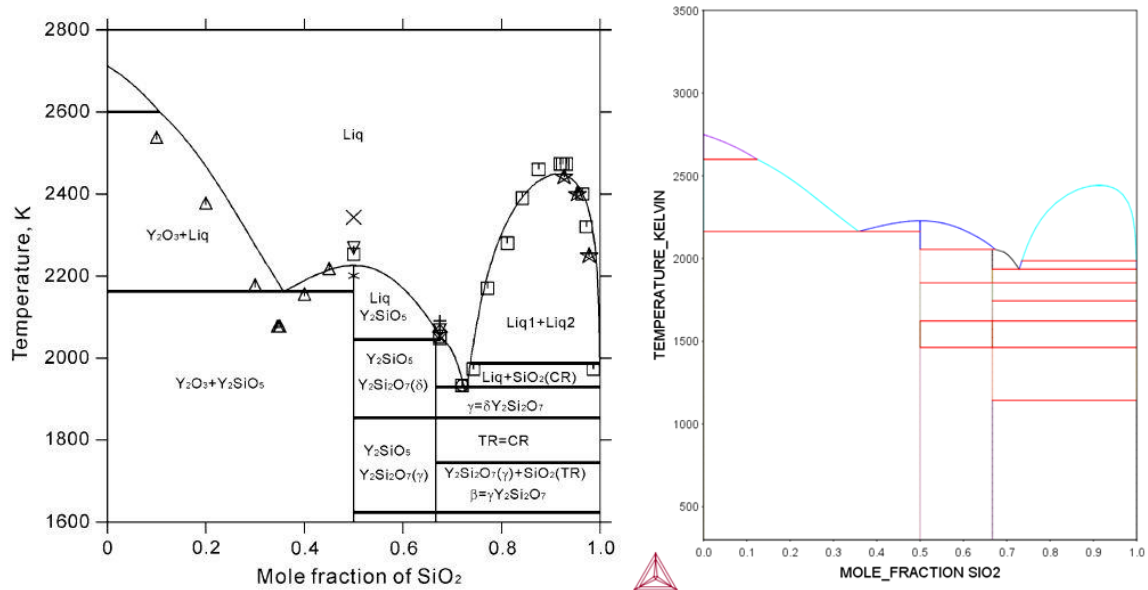 2800
2600
2400
2200
2000
1800
1600
Temperature, K
0
0.2
0.4
0.6
0.8
1.0
Mole fraction of SiO₂
Liq
Y₂O₃+Liq
Liq
Y₂SiO₅
Liq1+Liq2
Y₂O₃+Y₂SiO₅
Y₂SiO₅
Y₂Si₂O₇(δ)
Liq+SiO₂(CR)
γ=δY₂Si₂O₇
TR=CR
Y₂SiO₅
Y₂Si₂O₇(γ)
Y₂Si₂O₇(γ)+SiO₂(TR)
β=γY₂Si₂O₇
3500
3000
2500
2000
1500
1000
500
TEMPERATURE_KELVIN
0.0
0.1
0.2
0.3
0.4
0.5
0.6
0.7
0.8
0.9
1.0
MOLE_FRACTION SIO2